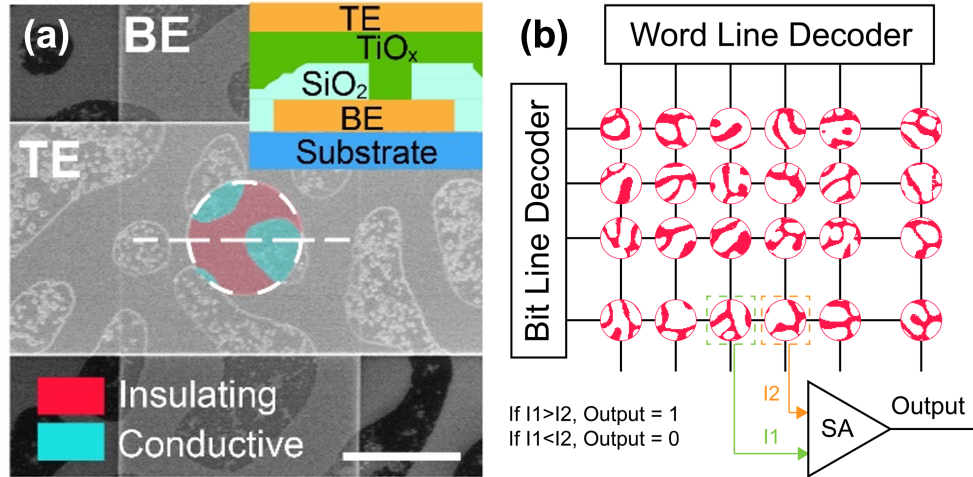 (a)
BE
TE
TiOₓ
SiO₂
BE
Substrate
TE
Insulating
Conductive
(b)
Word Line Decoder
Bit Line Decoder
I2
I1
If I1>I2, Output = 1
If I1<I2, Output = 0
SA
Output